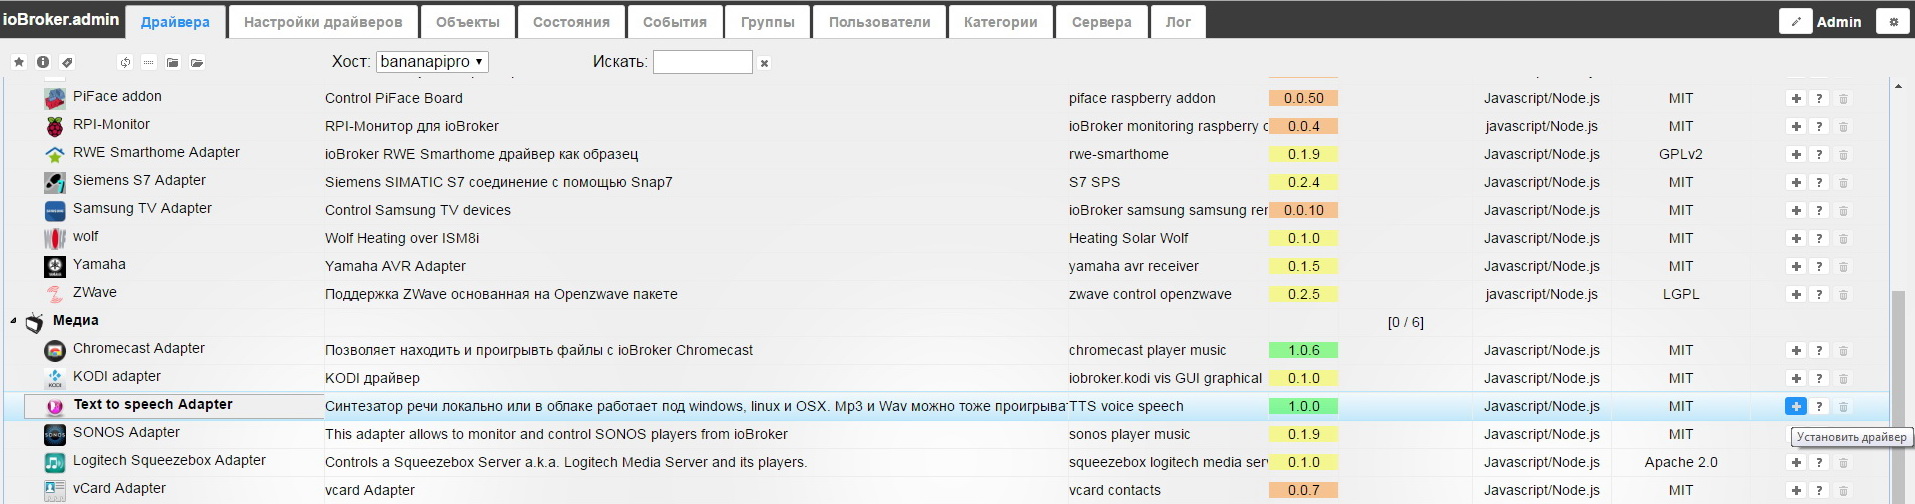 ioBroker.admin Драйвера Настройки драйверов Объекты Состояния События Группы Пользователи Категории Сервера Лог Admin
Хост: bananapipro Искать:
PiFace addon Control PiFace Board piface raspberry addon 0.0.50 Javascript/Node.js MIT
RPI-Monitor RPI-Монитор для ioBroker ioBroker monitoring raspberry 0.0.4 javascript/Node.js MIT
RWE Smarthome Adapter ioBroker RWE Smarthome драйвер как образец rwe-smarthome 0.1.9 Javascript/Node.js GPLv2
Siemens S7 Adapter Siemens SIMATIC S7 соединение с помощью Snap7 S7 SPS 0.2.4 Javascript/Node.js MIT
Samsung TV Adapter Control Samsung TV devices ioBroker samsung samsung rer 0.0.10 Javascript/Node.js MIT
wolf Wolf Heating over ISM8i Heating Solar Wolf 0.1.0 Javascript/Node.js MIT
Yamaha Yamaha AVR Adapter yamaha avr receiver 0.1.5 Javascript/Node.js MIT
ZWave Поддержка ZWave основанная на Openzwave пакете zwave control openzwave 0.2.5 javascript/Node.js LGPL
Медиа [0 / 6]
Chromecast Adapter Позволяет находить и проигрывть файлы с ioBroker Chromecast chromecast player music 1.0.6 Javascript/Node.js MIT
KODI adapter KODI драйвер iobroker.kodi vis GUI graphical 0.1.0 Javascript/Node.js MIT
Text to speech Adapter Синтезатор речи локально или в облаке работает под windows, linux и OSX. Mp3 и Wav можно тоже проигрыва TTS voice speech 1.0.0 Javascript/Node.js MIT
SONOS Adapter This adapter allows to monitor and control SONOS players from ioBroker sonos player music 0.1.9 Javascript/Node.js MIT
Установить драйвер
Logitech Squeezebox Adapter Controls a Squeezebox Server a.k.a. Logitech Media Server and its players. squeezebox logitech media ser 0.1.0 Javascript/Node.js Apache 2.0
vCard Adapter vcard Adapter vcard contacts 0.0.7 Javascript/Node.js MIT